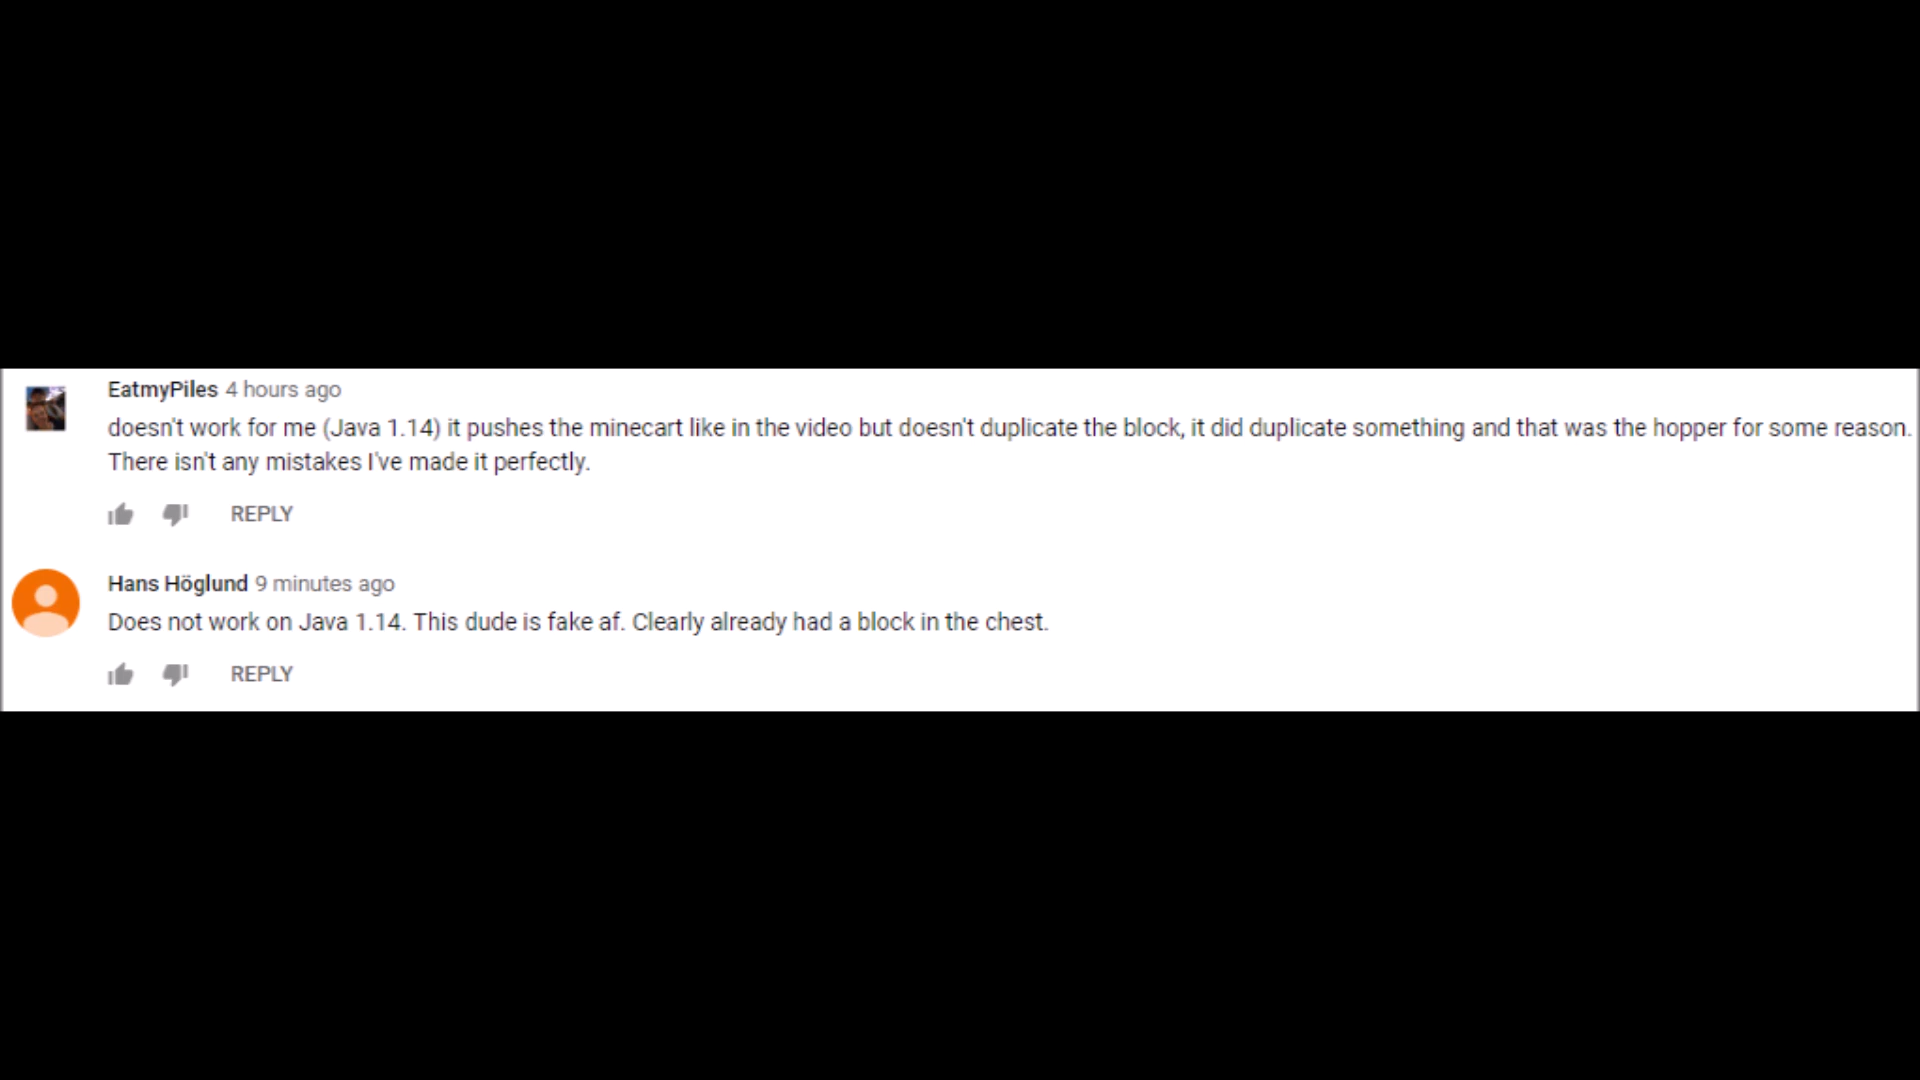 EatmyPiles 4 hours ago
doesn't work for me (Java 1.14) it pushes the minecart like in the video but doesn't duplicate the block, it did duplicate something and that was the hopper for some reason.
There isn't any mistakes I've made it perfectly.
REPLY
Hans Höglund 9 minutes ago
Does not work on Java 1.14. This dude is fake af. Clearly already had a block in the chest.
REPLY